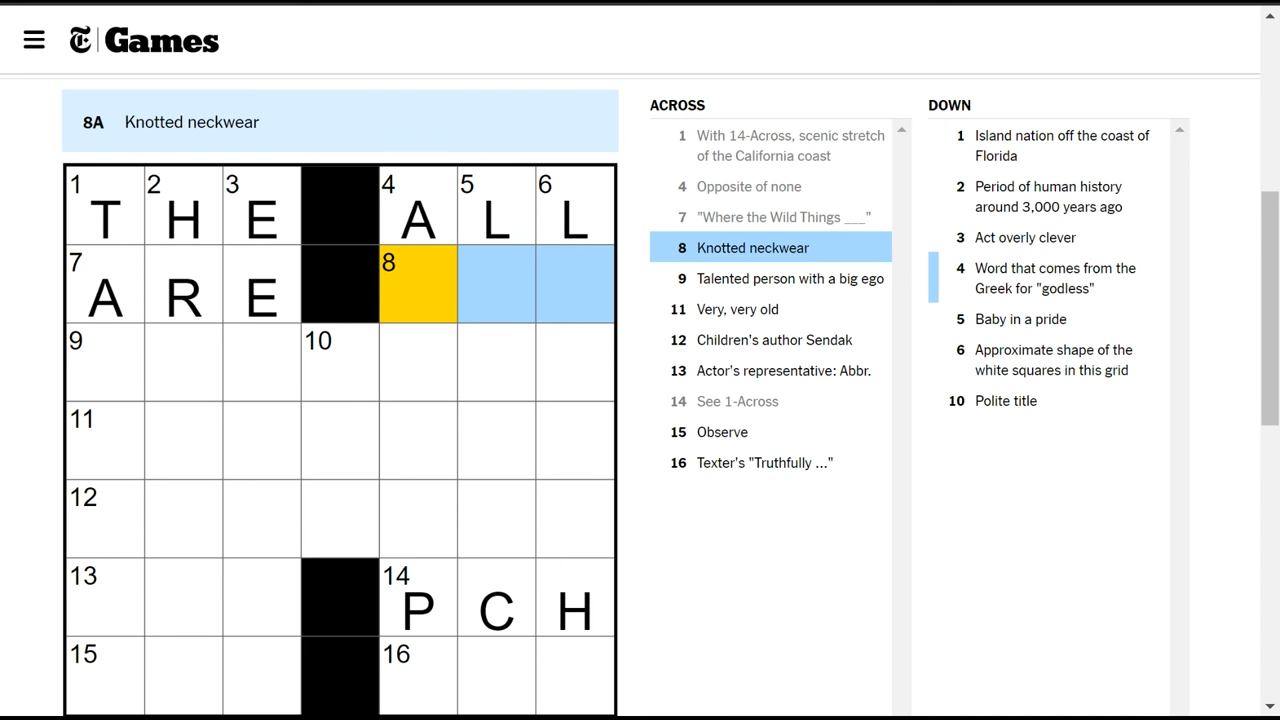 T | Games
8A Knotted neckwear
1 2 3 4 5 6
T H E A L L
7 8
A R E
9 10
11
12
13 14
P C H
15 16
ACROSS
1 With 14-Across, scenic stretch
of the California coast
4 Opposite of none
7 "Where the Wild Things ___"
8 Knotted neckwear
9 Talented person with a big ego
11 Very, very old
12 Children's author Sendak
13 Actor's representative: Abbr.
14 See 1-Across
15 Observe
16 Texter's "Truthfully ..."
DOWN
1 Island nation off the coast of
Florida
2 Period of human history
around 3,000 years ago
3 Act overly clever
4 Word that comes from the
Greek for "godless"
5 Baby in a pride
6 Approximate shape of the
white squares in this grid
10 Polite title